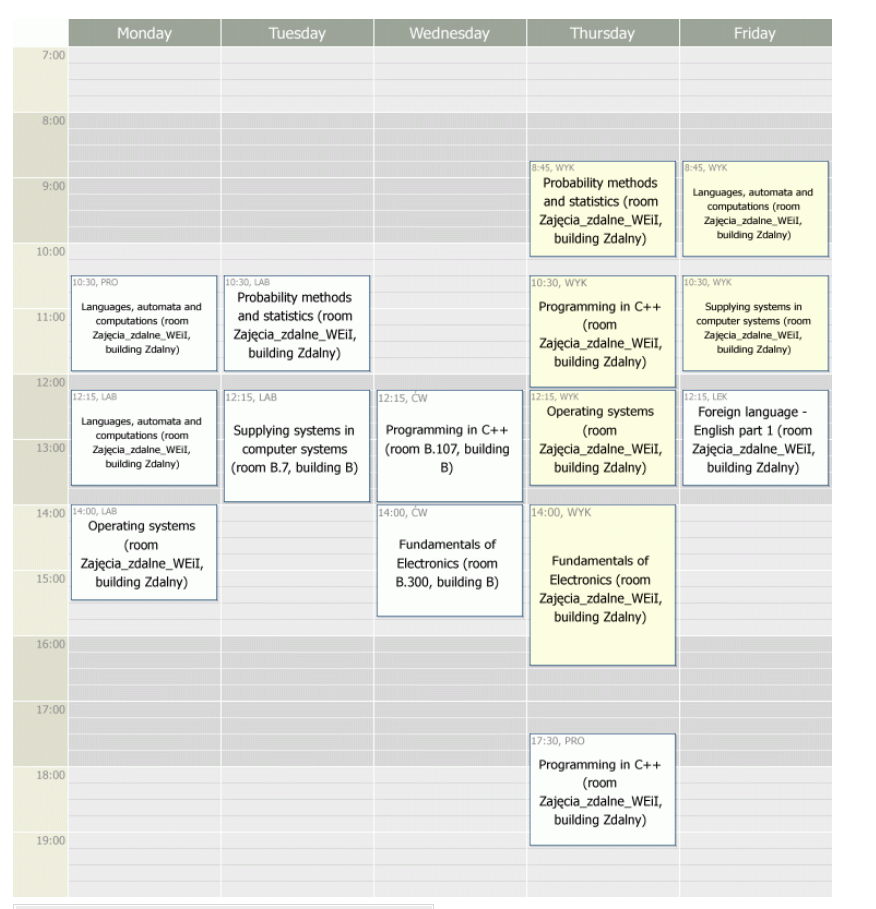 Monday Tuesday Wednesday Thursday Friday
7:00
8:00
9:00
10:00
11:00
12:00
13:00
14:00
15:00
16:00
17:00
18:00
19:00
10:30, PRO
Languages, automata and
computations (room
Zajęcia_zdalne_WEiI,
building Zdalny)
12:15, LAB
Languages, automata and
computations (room
Zajęcia_zdalne_WEiI,
building Zdalny)
14:00, LAB
Operating systems
(room
Zajęcia_zdalne_WEiI,
building Zdalny)
10:30, LAB
Probability methods
and statistics (room
Zajęcia_zdalne_WEiI,
building Zdalny)
12:15, LAB
Supplying systems in
computer systems
(room B.7, building B)
12:15, ĆW
Programming in C++
(room B.107, building
B)
14:00, ĆW
Fundamentals of
Electronics (room
B.300, building B)
8:45, WYK
Probability methods
and statistics (room
Zajęcia_zdalne_WEiI,
building Zdalny)
10:30, WYK
Programming in C++
(room
Zajęcia_zdalne_WEiI,
building Zdalny)
12:15, WYK
Operating systems
(room
Zajęcia_zdalne_WEiI,
building Zdalny)
14:00, WYK
Fundamentals of
Electronics (room
Zajęcia_zdalne_WEiI,
building Zdalny)
17:30, PRO
Programming in C++
(room
Zajęcia_zdalne_WEiI,
building Zdalny)
8:45, WYK
Languages, automata and
computations (room
Zajęcia_zdalne_WEiI,
building Zdalny)
10:30, WYK
Supplying systems in
computer systems (room
Zajęcia_zdalne_WEiI,
building Zdalny)
12:15, LEK
Foreign language -
English part 1 (room
Zajęcia_zdalne_WEiI,
building Zdalny)